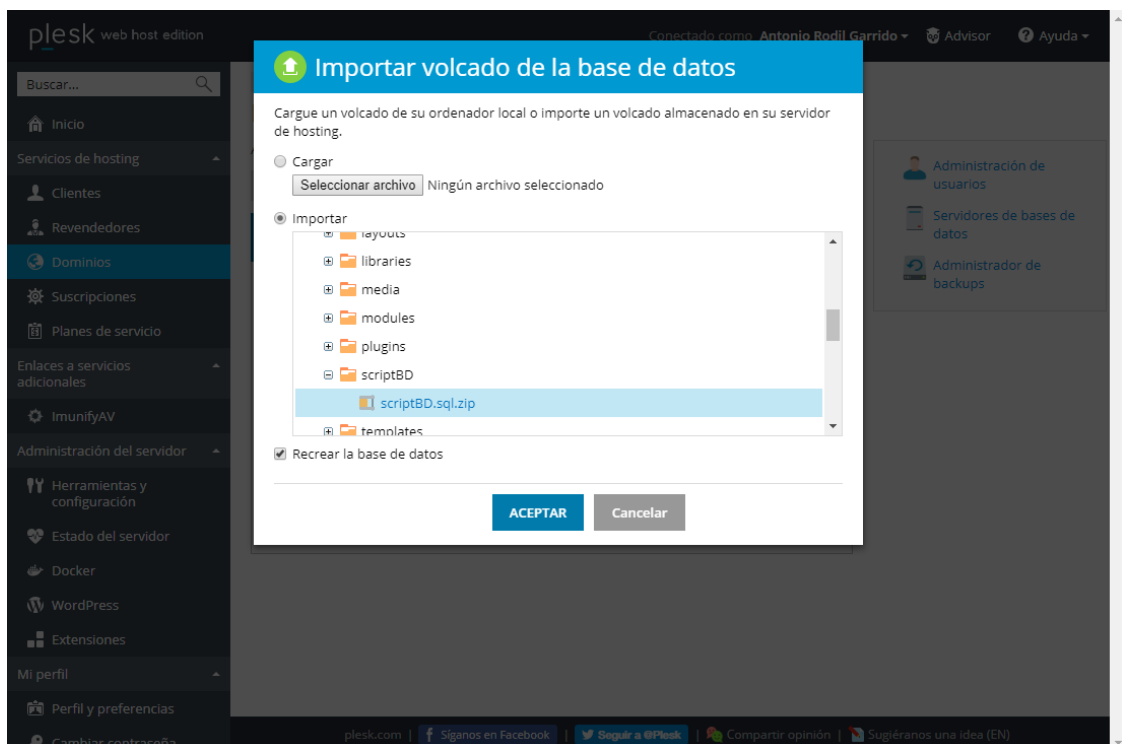 plesk web host edition
Conectado como Antonio Rodil Garrido
Advisor
Ayuda
Buscar...
Inicio
Servicios de hosting
Clientes
Revendedores
Dominios
Suscripciones
Planes de servicio
Enlaces a servicios
adicionales
ImunifyAV
Administración del servidor
Herramientas y
configuración
Estado del servidor
Docker
WordPress
Extensiones
Mi perfil
Perfil y preferencias
Cambiar contraseña
Importar volcado de la base de datos
Cargue un volcado de su ordenador local o importe un volcado almacenado en su servidor
de hosting.
Cargar
Seleccionar archivo Ningún archivo seleccionado
Importar
layouts
libraries
media
modules
plugins
scriptBD
scriptBD.sql.zip
templates
Recrear la base de datos
ACEPTAR
Cancelar
Administración de
usuarios
Servidores de bases de
datos
Administrador de
backups
plesk.com | Síganos en Facebook | Seguir a @Plesk | Compartir opinión | Sugiéranos una idea (EN)